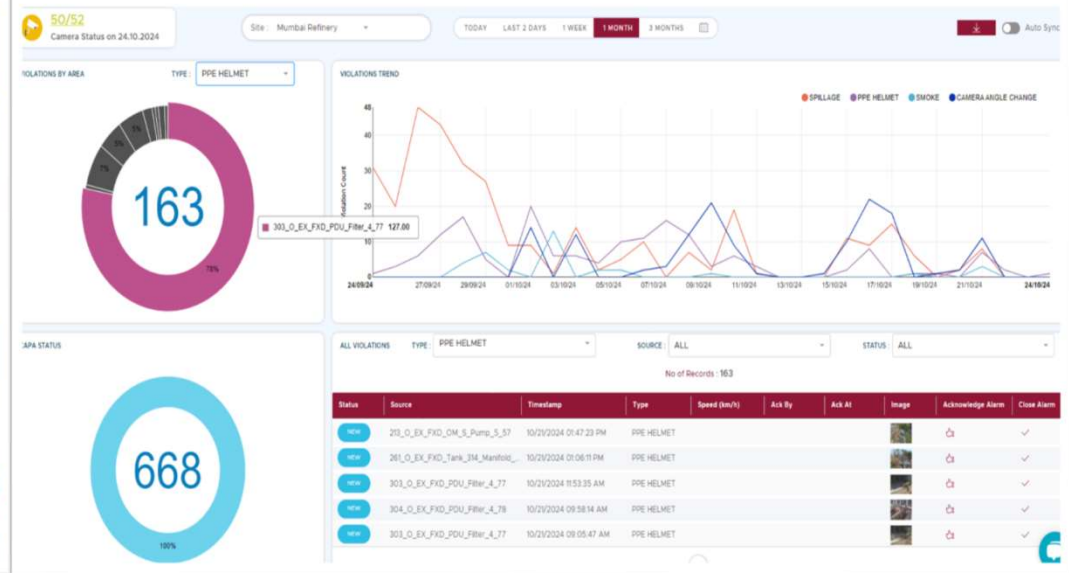 50/52
Camera Status on 24.10.2024
Site : Mumbai Refinery
TODAY LAST 2 DAYS 1 WEEK 1 MONTH 3 MONTHS
Auto Sync
VIOLATIONS BY AREA TYPE : PPE HELMET
5%
5%
7%
163
303_O_EX_FXD_PDU_Filter_4_77 127.00
78%
VIOLATIONS TREND
SPILLAGE PPE HELMET SMOKE CAMERA ANGLE CHANGE
Violation Count
48
40
30
20
10
0
24/09/24 27/09/24 29/09/24 01/10/24 03/10/24 05/10/24 07/10/24 09/10/24 11/10/24 13/10/24 15/10/24 17/10/24 19/10/24 21/10/24 24/10/24
CAPA STATUS
668
100%
ALL VIOLATIONS TYPE : PPE HELMET SOURCE : ALL STATUS : ALL
No of Records : 163
Status Source Timestamp Type Speed (km/h) Ack By Ack At Image Acknowledge Alarm Close Alarm
NEW 213_O_EX_FXD_OM_S_Pump_5_57 10/21/2024 01:47:23 PM PPE HELMET
NEW 261_O_EX_FXD_Tank_314_Manifold_... 10/21/2024 01:06:11 PM PPE HELMET
NEW 303_O_EX_FXD_PDU_Filter_4_77 10/21/2024 11:53:35 AM PPE HELMET
NEW 304_O_EX_FXD_PDU_Filter_4_78 10/21/2024 09:58:14 AM PPE HELMET
NEW 303_O_EX_FXD_PDU_Filter_4_77 10/21/2024 09:05:47 AM PPE HELMET